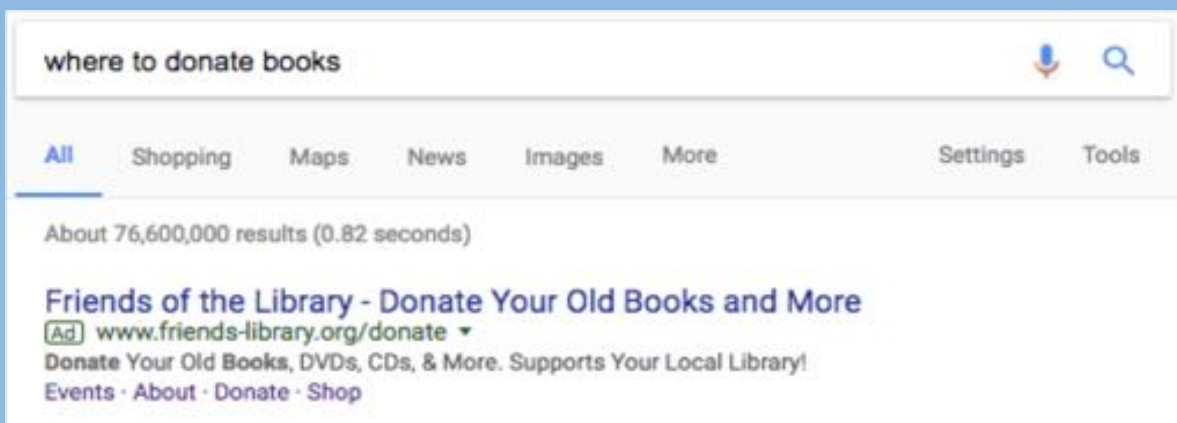 where to donate books
All Shopping Maps News Images More Settings Tools
About 76,600,000 results (0.82 seconds)
Friends of the Library - Donate Your Old Books and More
Ad www.friends-library.org/donate ▾
Donate Your Old Books, DVDs, CDs, & More. Supports Your Local Library!
Events · About · Donate · Shop